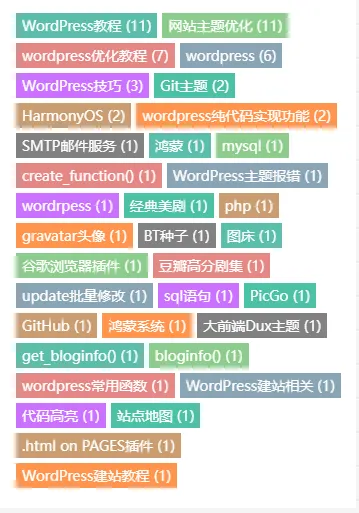 WordPress教程 (11) 网站主题优化 (11)
wordpress优化教程 (7) wordpress (6)
WordPress技巧 (3) Git主题 (2)
HarmonyOS (2) wordpress纯代码实现功能 (2)
SMTP邮件服务 (1) 鸿蒙 (1) mysql (1)
create_function() (1) WordPress主题报错 (1)
wordrpess (1) 经典美剧 (1) php (1)
gravatar头像 (1) BT种子 (1) 图床 (1)
谷歌浏览器插件 (1) 豆瓣高分剧集 (1)
update批量修改 (1) sql语句 (1) PicGo (1)
GitHub (1) 鸿蒙系统 (1) 大前端Dux主题 (1)
get_bloginfo() (1) bloginfo() (1)
wordpress常用函数 (1) WordPress建站相关 (1)
代码高亮 (1) 站点地图 (1)
.html on PAGES插件 (1)
WordPress建站教程 (1)